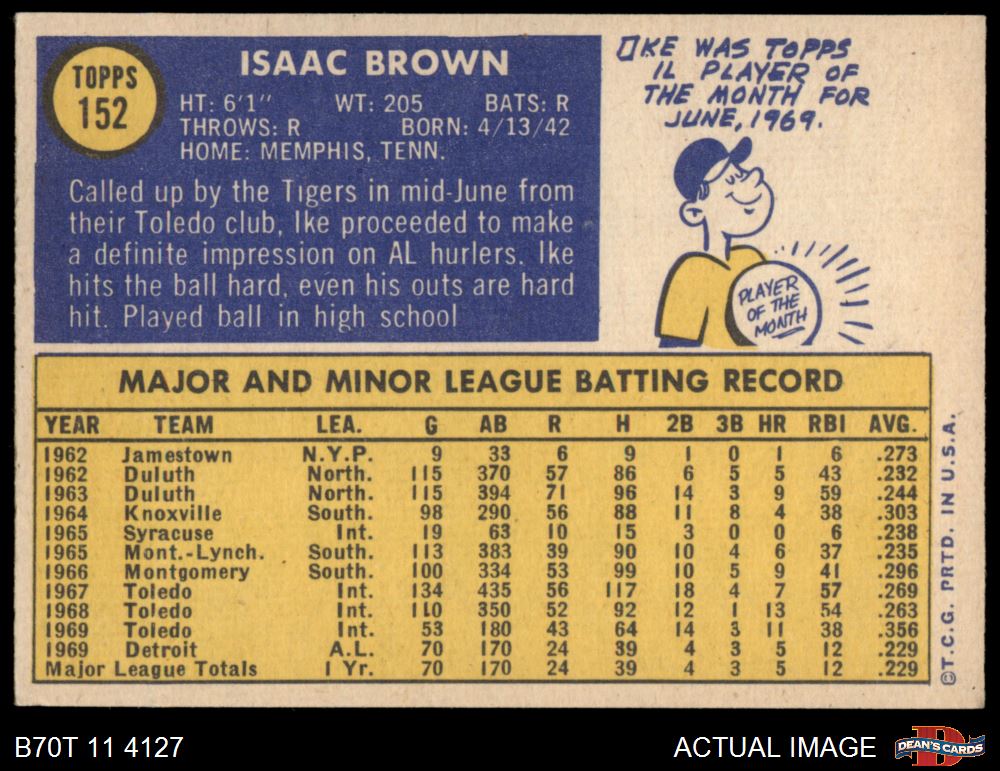 TOPPS
152
ISAAC BROWN
HT: 6'1" WT: 205 BATS: R
THROWS: R BORN: 4/13/42
HOME: MEMPHIS, TENN.
Called up by the Tigers in mid-June from
their Toledo club, Ike proceeded to make
a definite impression on AL hurlers. Ike
hits the ball hard, even his outs are hard
hit. Played ball in high school
IKE WAS TOPPS
IL PLAYER OF
THE MONTH FOR
JUNE, 1969.
PLAYER
OF THE
MONTH
MAJOR AND MINOR LEAGUE BATTING RECORD
YEAR TEAM LEA. G AB R H 2B 3B HR RBI AVG.
1962 Jamestown N.Y.P. 9 33 6 9 1 0 1 6 .273
1962 Duluth North. 115 370 57 86 6 5 5 43 .232
1963 Duluth North. 115 394 71 96 14 3 9 59 .244
1964 Knoxville South. 98 290 56 88 11 8 4 38 .303
1965 Syracuse Int. 19 63 10 15 3 0 0 6 .238
1965 Mont.-Lynch. South. 113 383 39 90 10 4 6 37 .235
1966 Montgomery South. 100 334 53 99 10 5 9 41 .296
1967 Toledo Int. 134 435 56 117 18 4 7 57 .269
1968 Toledo Int. 110 350 52 92 12 1 13 54 .263
1969 Toledo Int. 53 180 43 64 14 3 11 38 .356
1969 Detroit A.L. 70 170 24 39 4 3 5 12 .229
Major League Totals 1 Yr. 70 170 24 39 4 3 5 12 .229
©T.C.G. PRTD. IN U.S.A.
B70T 11 4127
ACTUAL IMAGE
D
DEAN'S CARDS